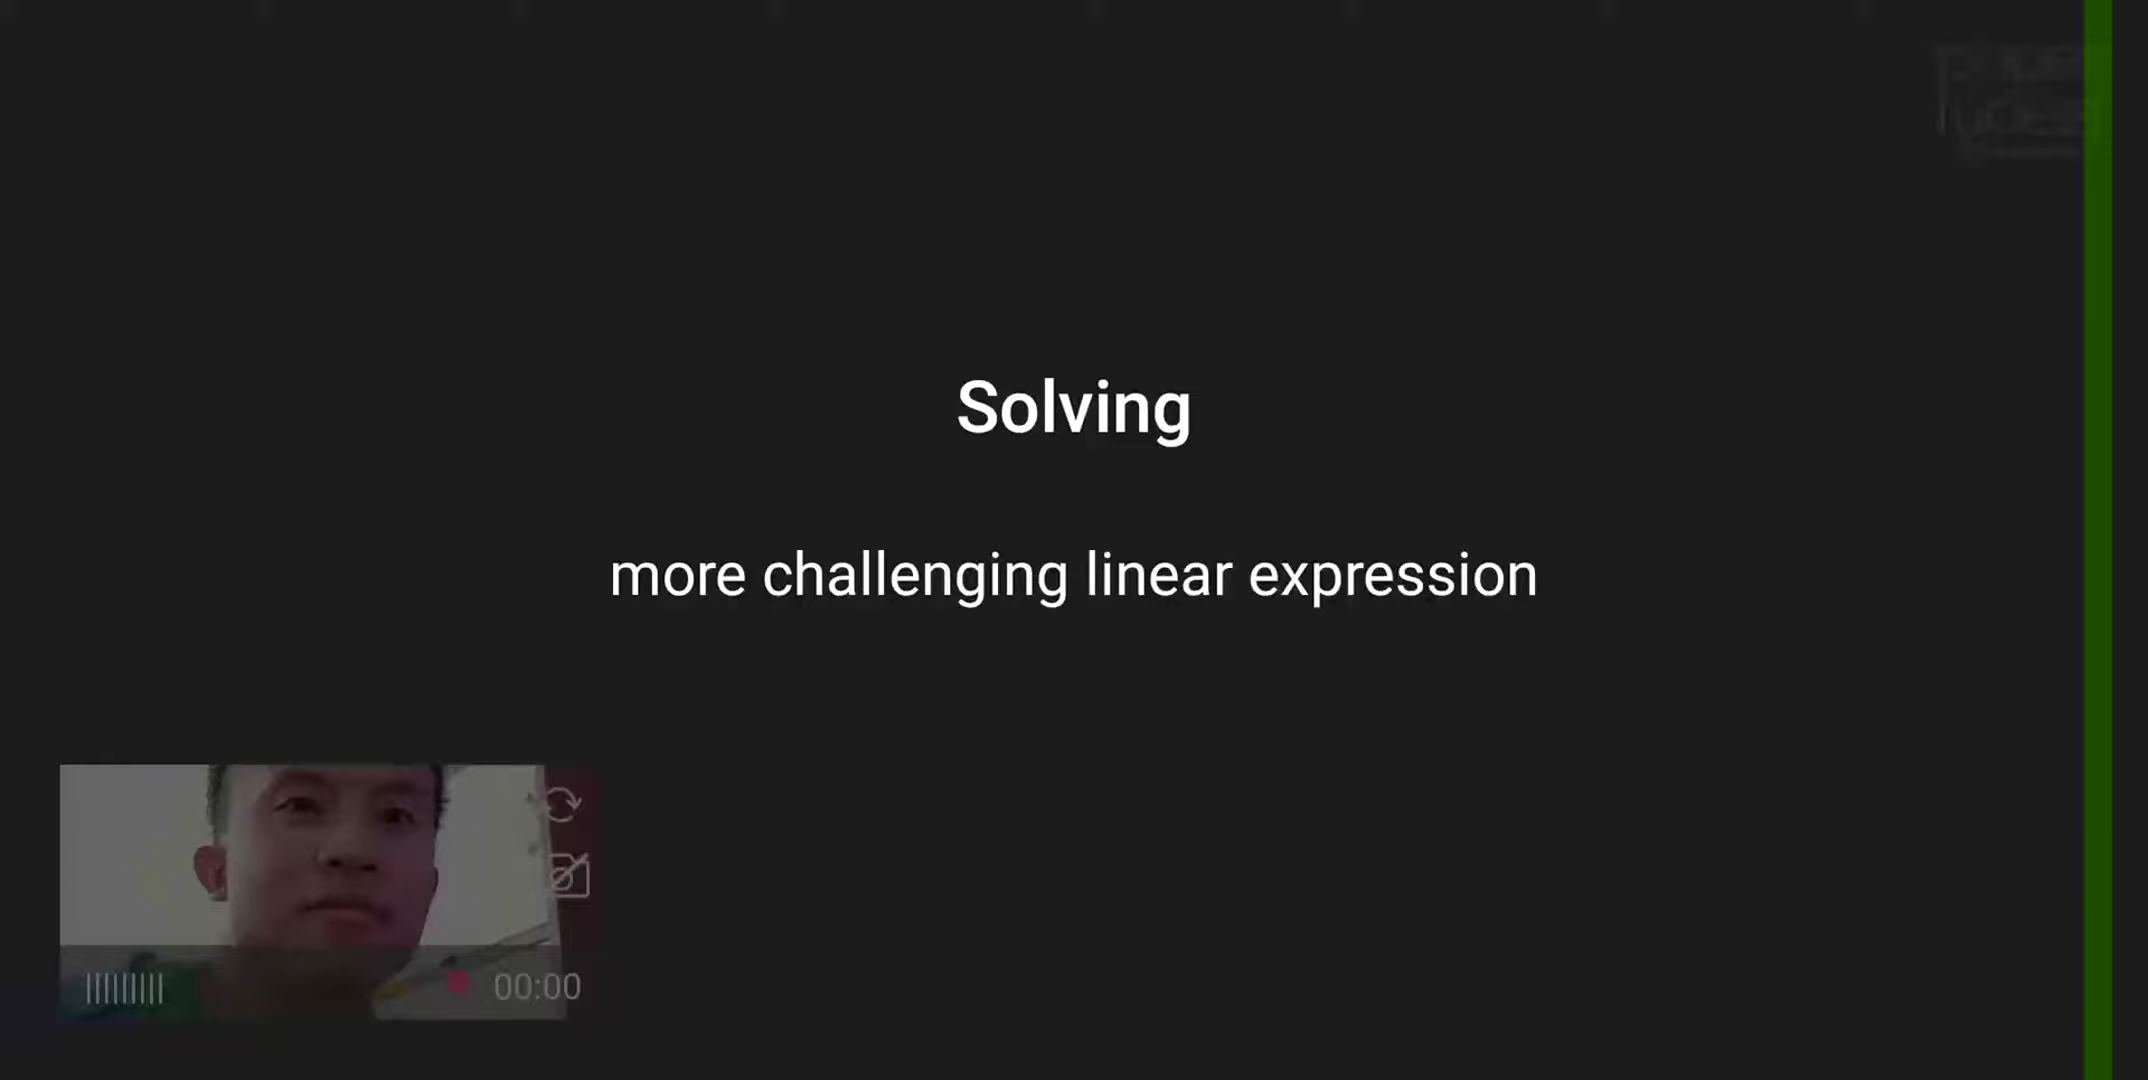 Solving
more challenging linear expression
00:00